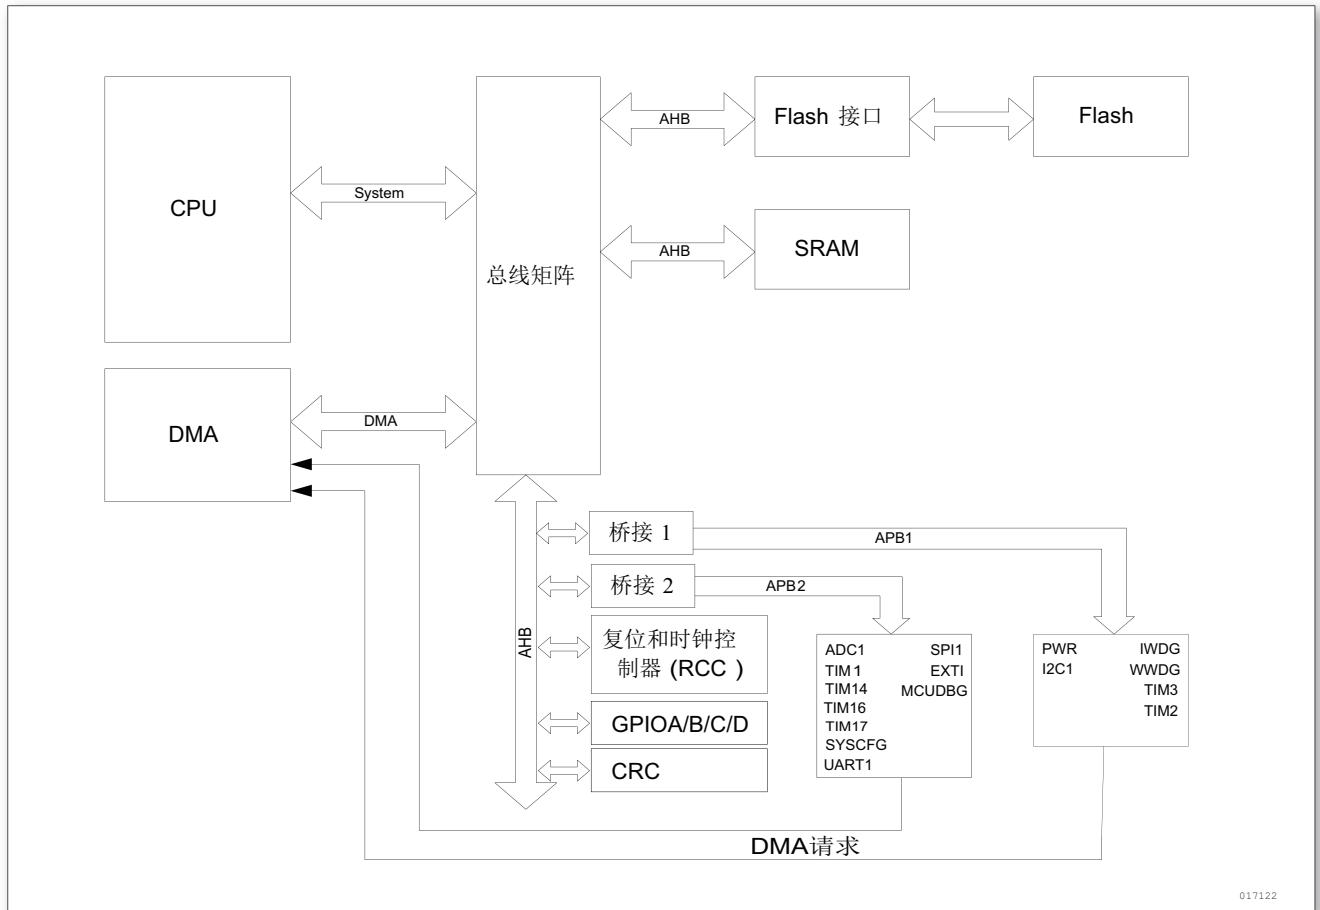 AHB
Flash 接口
Flash
CPU
System
AHB
SRAM
总线矩阵
DMA
DMA
桥接 1
APB1
桥接 2
APB2
AHB
复位和时钟控
制器 (RCC )
GPIOA/B/C/D
CRC
ADC1 SPI1
TIM1 EXTI
TIM14 MCUDBG
TIM16
TIM17
SYSCFG
UART1
PWR IWDG
I2C1 WWDG
TIM3
TIM2
DMA请求
017122